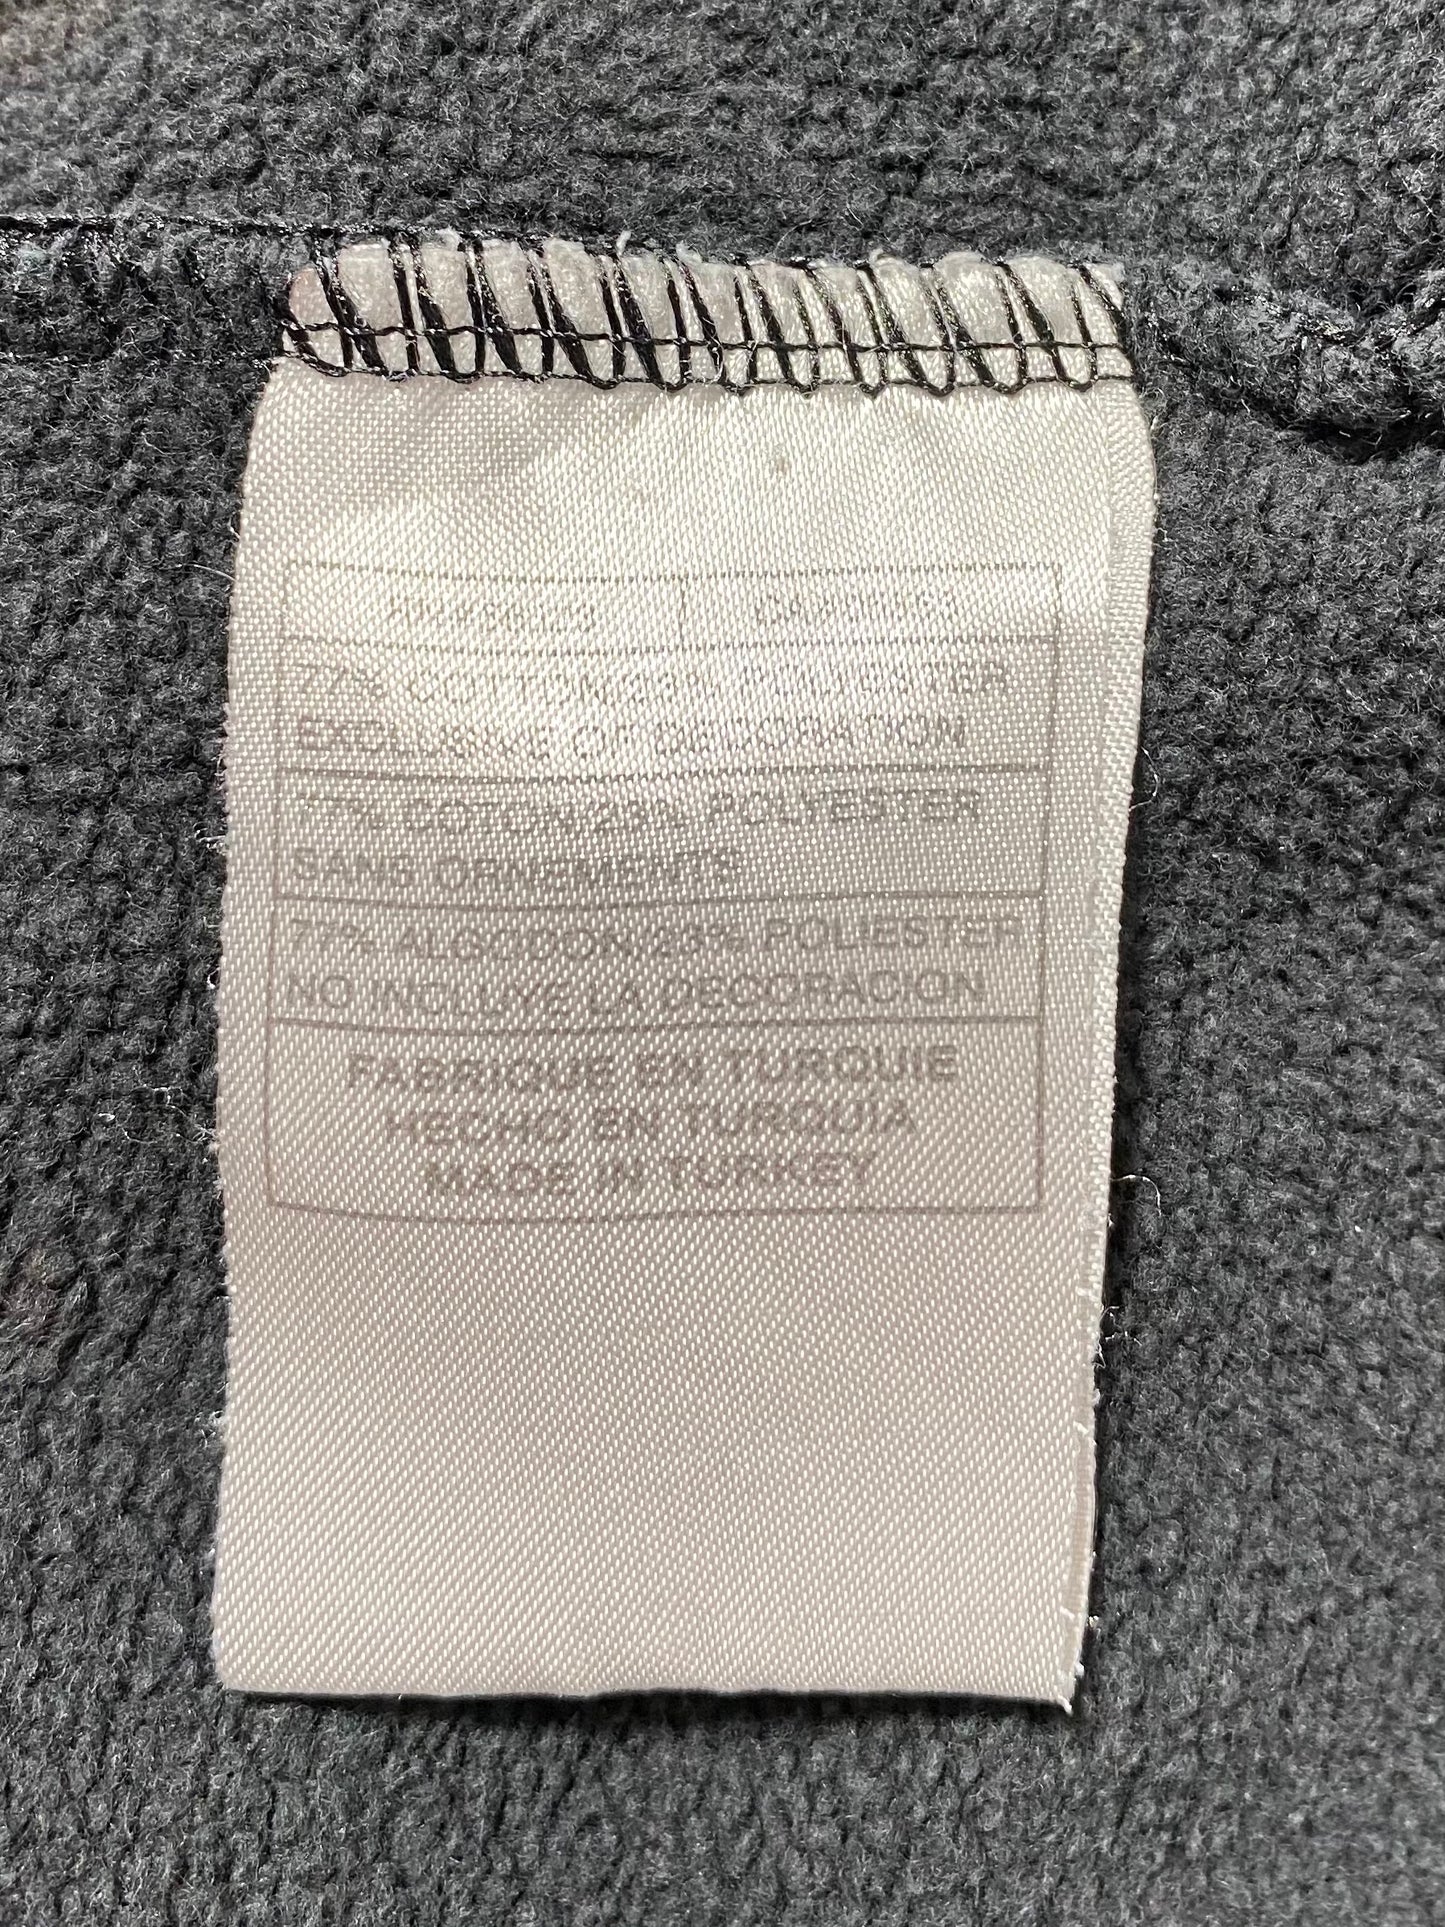 77% COTTON/23% POLYESTER
EXCLUSIVE OF DECORATION
77% COTON/23% POLYESTER
SANS ORNEMENTS
77% ALGODON/23% POLIESTER
NO INCLUYE LA DECORACION
FABRIQUE EN TURQUIE
HECHO EN TURQUIA
MADE IN TURKEY